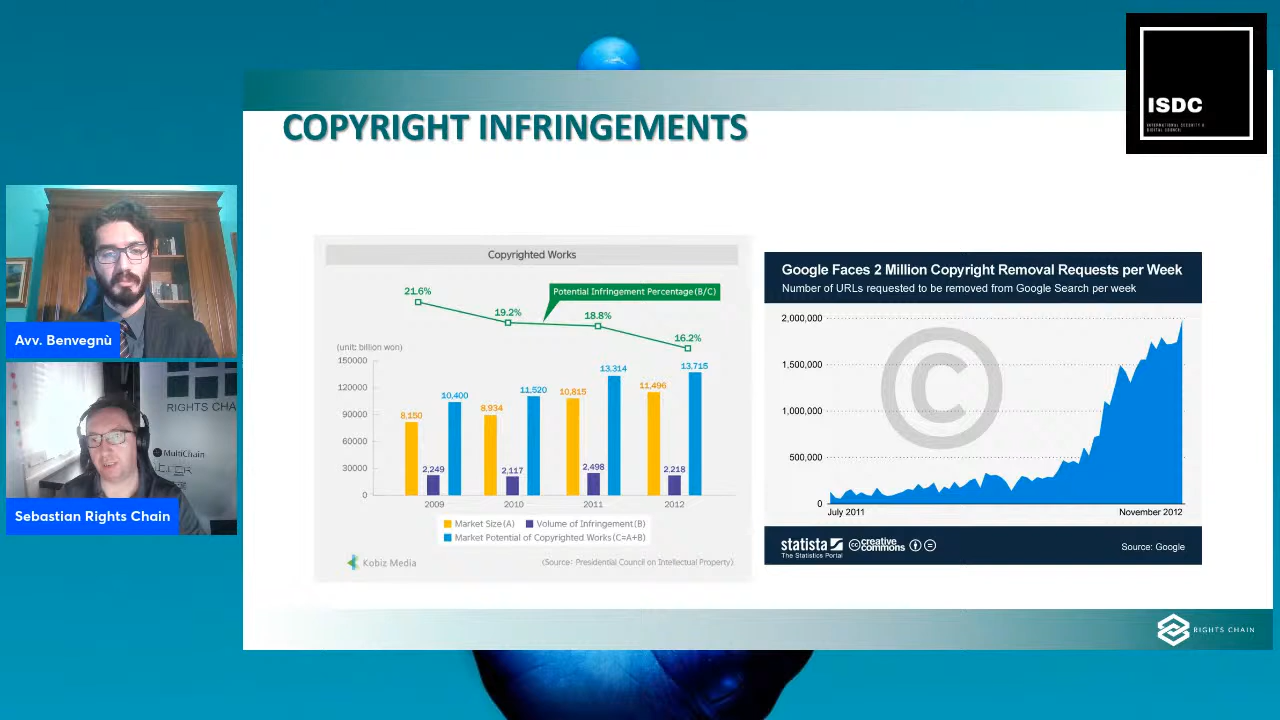 ISDC
INTERNATIONAL SECURITY &
DIGITAL COUNCIL
COPYRIGHT INFRINGEMENTS
Avv. Benvegnù
RIGHTS CHA
MultiChain
Sebastian Rights Chain
Copyrighted Works
21.6%
19.2%
18.8%
16.2%
Potential Infringement Percentage(B/C)
(unit; billion won)
150000
120000
90000
60000
30000
0
8,150
2,249
10,400
8,934
2,117
11,520
10,815
2,498
13,314
11,496
2,218
13,715
2009
2010
2011
2012
Market Size(A)
Volume of Infringement(B)
Market Potential of Copyrighted Works(C=A+B)
Kobiz Media
(Source: Presidential Council on Intellectual Property)
Google Faces 2 Million Copyright Removal Requests per Week
Number of URLs requested to be removed from Google Search per week
2,000,000
1,500,000
1,000,000
500,000
0
©
July 2011
November 2012
statista
The Statistics Portal
cc creative commons
Source: Google
RIGHTS CHAIN